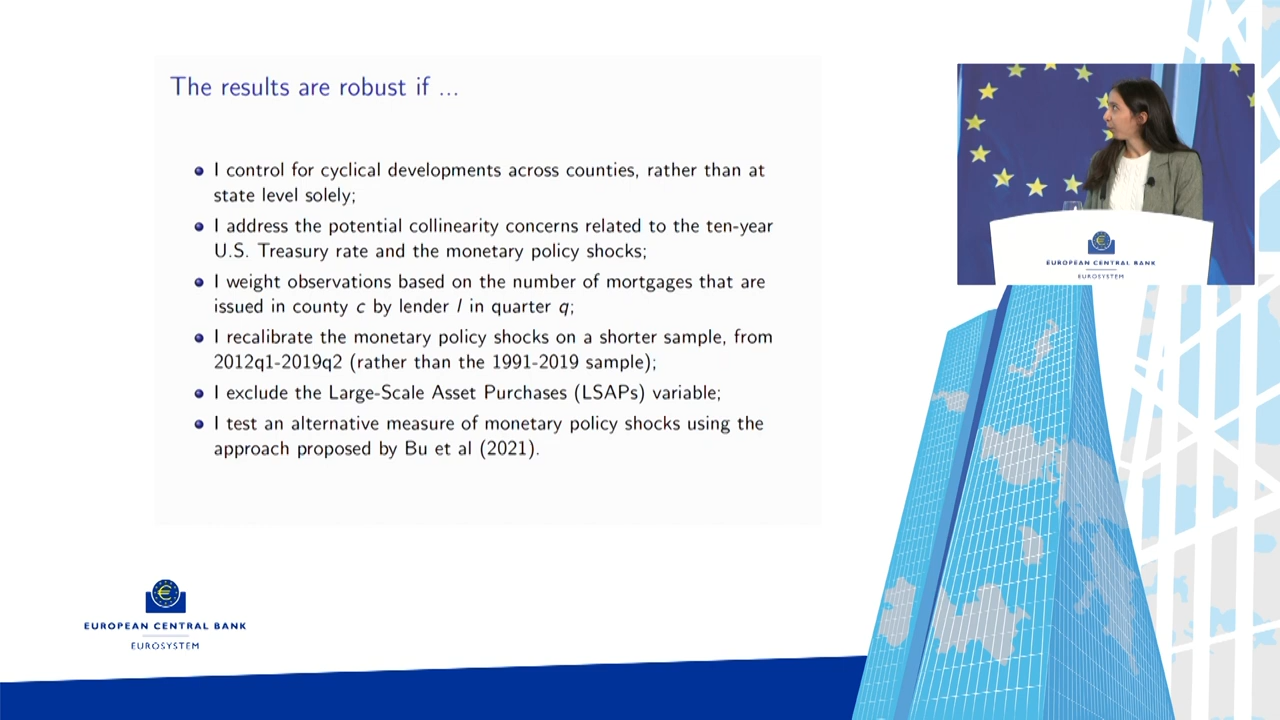 The results are robust if ...
I control for cyclical developments across counties, rather than at
state level solely;
I address the potential collinearity concerns related to the ten-year
U.S. Treasury rate and the monetary policy shocks;
I weight observations based on the number of mortgages that are
issued in county c by lender l in quarter q;
I recalibrate the monetary policy shocks on a shorter sample, from
2012q1-2019q2 (rather than the 1991-2019 sample);
I exclude the Large-Scale Asset Purchases (LSAPs) variable;
I test an alternative measure of monetary policy shocks using the
approach proposed by Bu et al (2021).
EUROPEAN CENTRAL BANK
EUROSYSTEM
EUROPEAN CENTRAL BANK
EUROSYSTEM